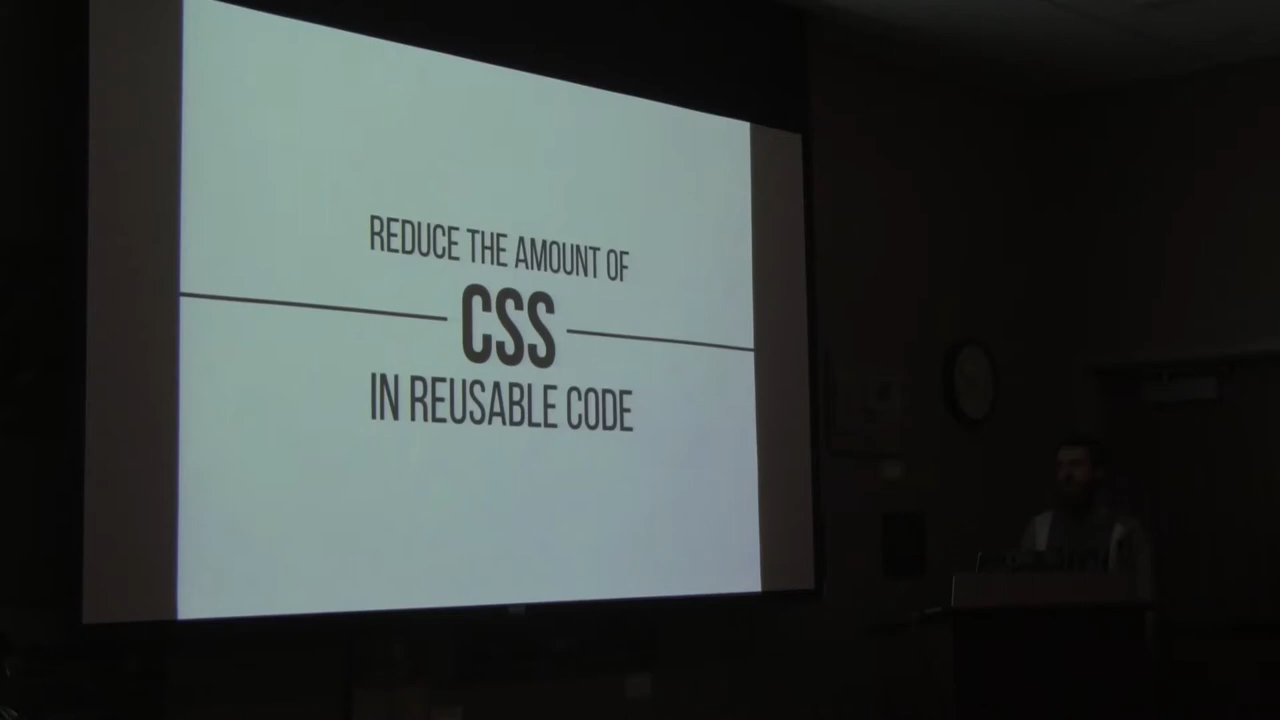 REDUCE THE AMOUNT OF
CSS
IN REUSABLE CODE